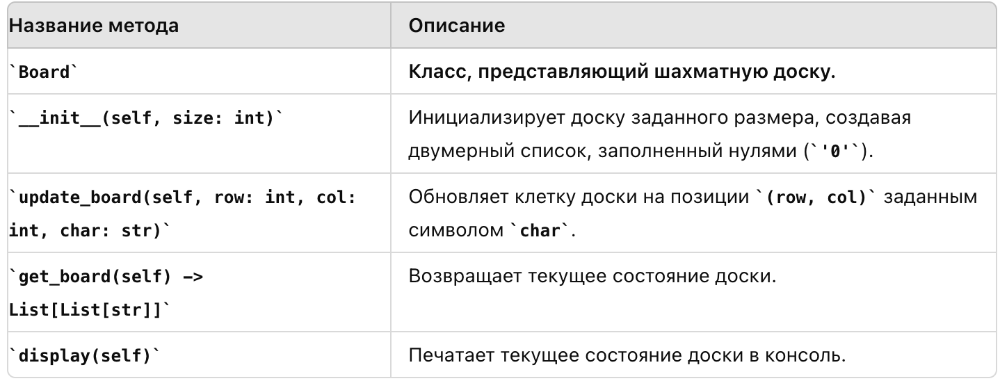 Название метода
Описание
`Board`
Класс, представляющий шахматную доску.
`__init__(self, size: int)`
Инициализирует доску заданного размера, создавая
двумерный список, заполненный нулями (`'0'`).
`update_board(self, row: int, col:
int, char: str)`
Обновляет клетку доски на позиции `(row, col)` заданным
символом `char`.
`get_board(self) ->
List[List[str]]`
Возвращает текущее состояние доски.
`display(self)`
Печатает текущее состояние доски в консоль.